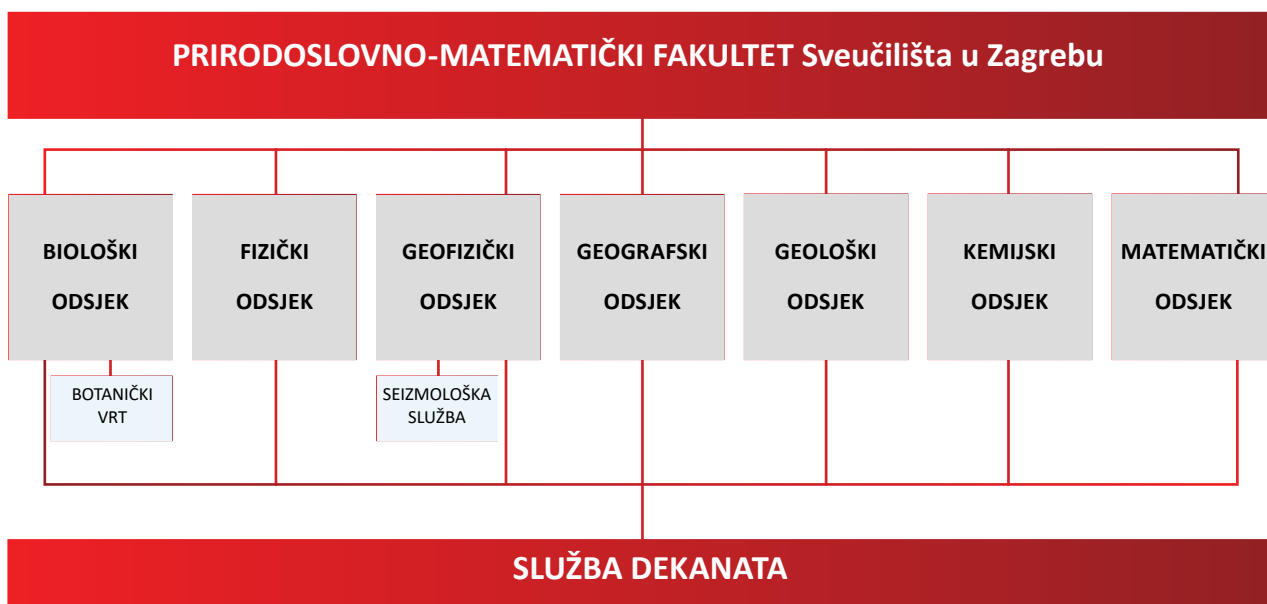 PRIRODOSLOVNO-MATEMATIČKI FAKULTET Sveučilišta u Zagrebu
BIOLOŠKI
ODSJEK
FIZIČKI
ODSJEK
GEOFIZIČKI
ODSJEK
GEOGRAFSKI
ODSJEK
GEOLOŠKI
ODSJEK
KEMIJSKI
ODSJEK
MATEMATIČKI
ODSJEK
BOTANIČKI
VRT
SEIZMOLOŠKA
SLUŽBA
SLUŽBA DEKANATA